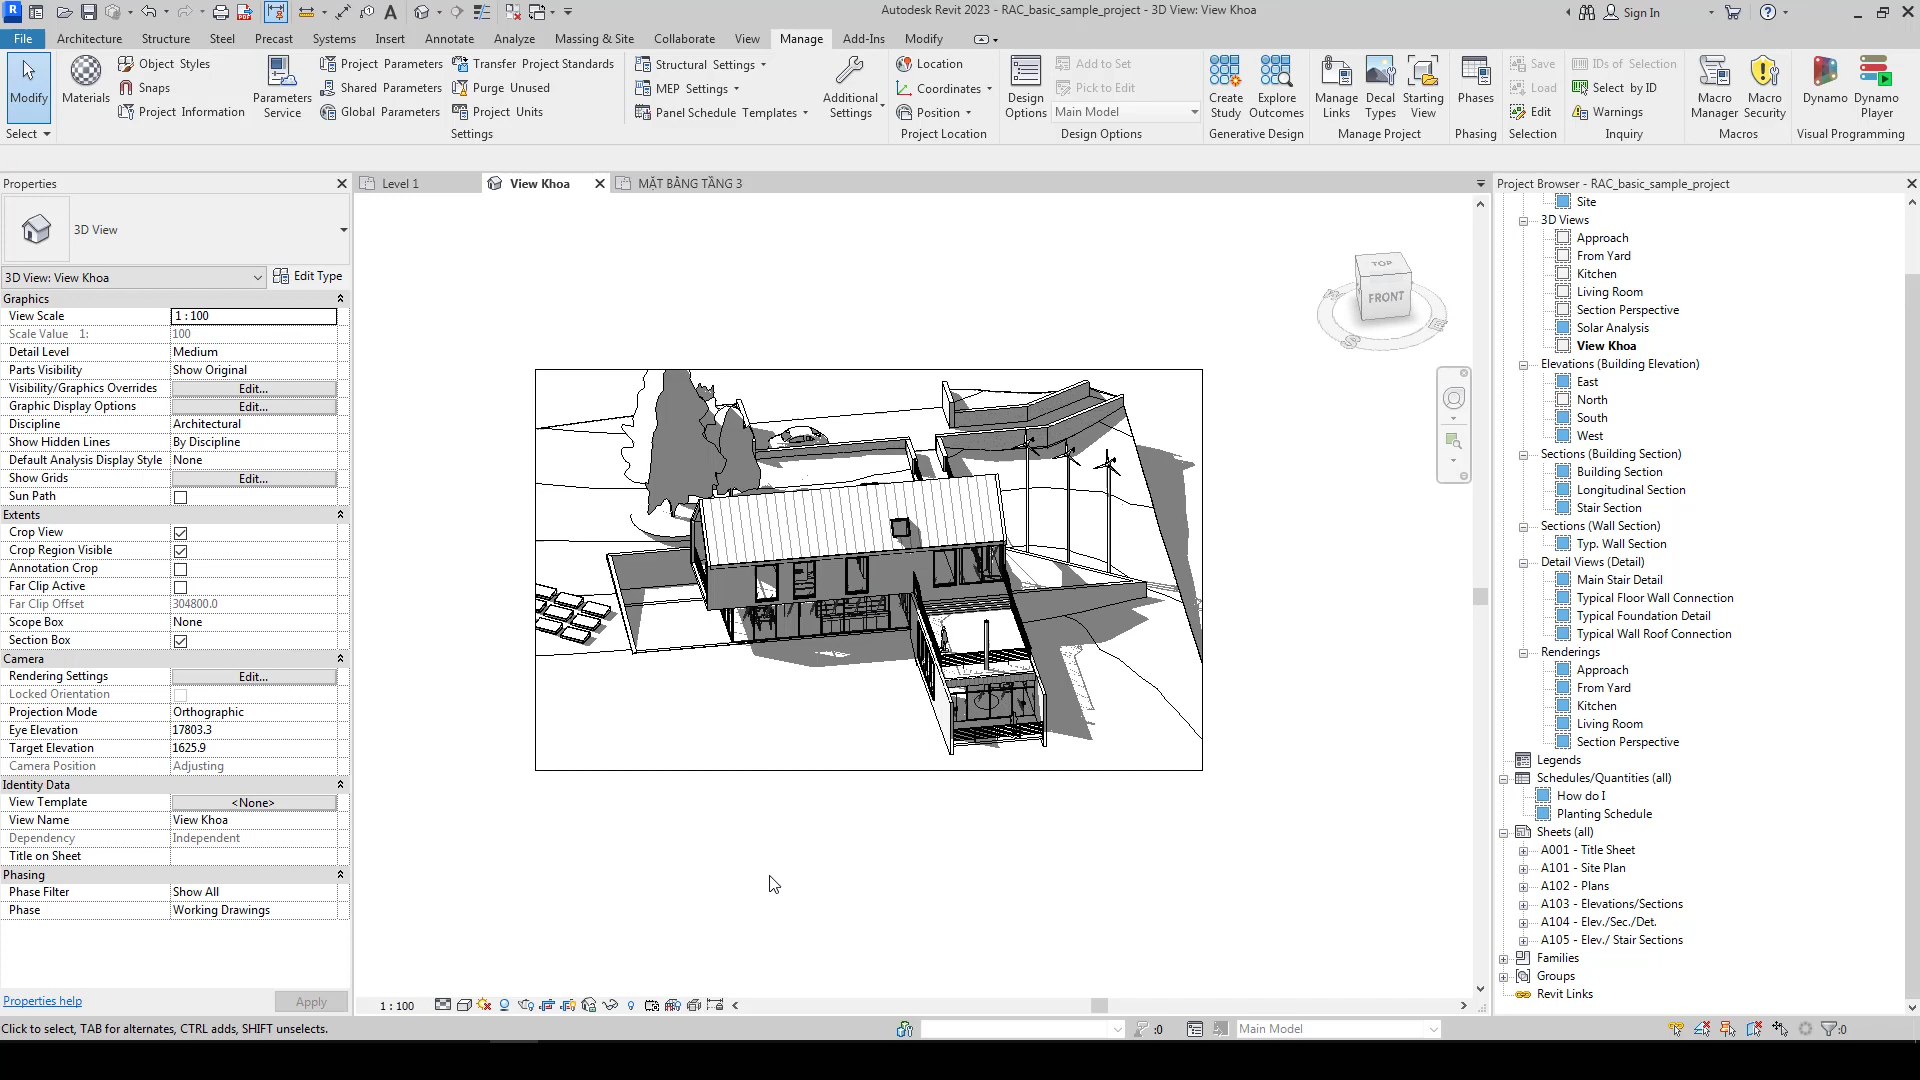 Autodesk Revit 2023 - RAC_basic_sample_project - 3D View: View Khoa
Sign In
File
Architecture
Structure
Steel
Precast
Systems
Insert
Annotate
Analyze
Massing & Site
Collaborate
View
Manage
Add-Ins
Modify
Modify
Select
Materials
Object Styles
Snaps
Project Information
Parameters Service
Project Parameters
Shared Parameters
Global Parameters
Transfer Project Standards
Purge Unused
Project Units
Settings
Structural Settings
MEP Settings
Panel Schedule Templates
Additional Settings
Location
Coordinates
Position
Project Location
Design Options
Add to Set
Pick to Edit
Main Model
Design Options
Create Study
Explore Outcomes
Generative Design
Manage Links
Decal Types
Starting View
Manage Project
Phases
Phasing
Save
Load
Edit
Selection
IDs of Selection
Select by ID
Warnings
Inquiry
Macro Manager
Macro Security
Macros
Dynamo
Dynamo Player
Visual Programming
Properties
3D View
3D View: View Khoa
Edit Type
Graphics
View Scale 1 : 100
Scale Value 1: 100
Detail Level Medium
Parts Visibility Show Original
Visibility/Graphics Overrides Edit...
Graphic Display Options Edit...
Discipline Architectural
Show Hidden Lines By Discipline
Default Analysis Display Style None
Show Grids Edit...
Sun Path
Extents
Crop View
Crop Region Visible
Annotation Crop
Far Clip Active
Far Clip Offset 304800.0
Scope Box None
Section Box
Camera
Rendering Settings Edit...
Locked Orientation
Projection Mode Orthographic
Eye Elevation 17803.3
Target Elevation 1625.9
Camera Position Adjusting
Identity Data
View Template <None>
View Name View Khoa
Dependency Independent
Title on Sheet
Phasing
Phase Filter Show All
Phase Working Drawings
Properties help
Apply
Level 1
View Khoa
MẶT BẰNG TẦNG 3
TOP
FRONT
S
1 : 100
Project Browser - RAC_basic_sample_project
Site
3D Views
Approach
From Yard
Kitchen
Living Room
Section Perspective
Solar Analysis
View Khoa
Elevations (Building Elevation)
East
North
South
West
Sections (Building Section)
Building Section
Longitudinal Section
Stair Section
Sections (Wall Section)
Typ. Wall Section
Detail Views (Detail)
Main Stair Detail
Typical Floor Wall Connection
Typical Foundation Detail
Typical Wall Roof Connection
Renderings
Approach
From Yard
Kitchen
Living Room
Section Perspective
Legends
Schedules/Quantities (all)
How do I
Planting Schedule
Sheets (all)
A001 - Title Sheet
A101 - Site Plan
A102 - Plans
A103 - Elevations/Sections
A104 - Elev./Sec./Det.
A105 - Elev./ Stair Sections
Families
Groups
Revit Links
Click to select, TAB for alternates, CTRL adds, SHIFT unselects.
:0
Main Model
:0